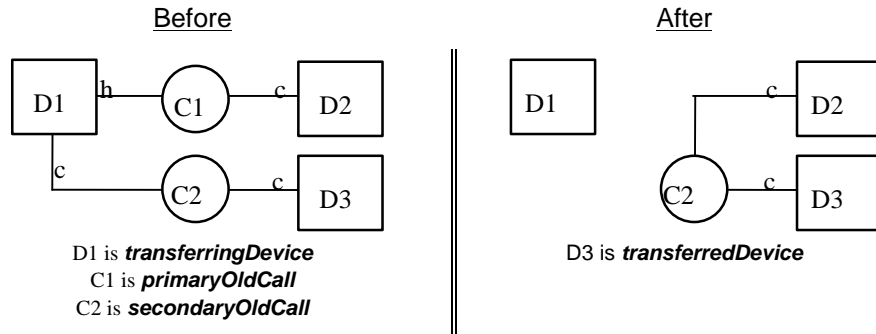 Before
After
D1
h
C1
c
D2
c
C2
c
D3
D1 is transferringDevice
C1 is primaryOldCall
C2 is secondaryOldCall
D1
c
D2
C2
c
D3
D3 is transferredDevice